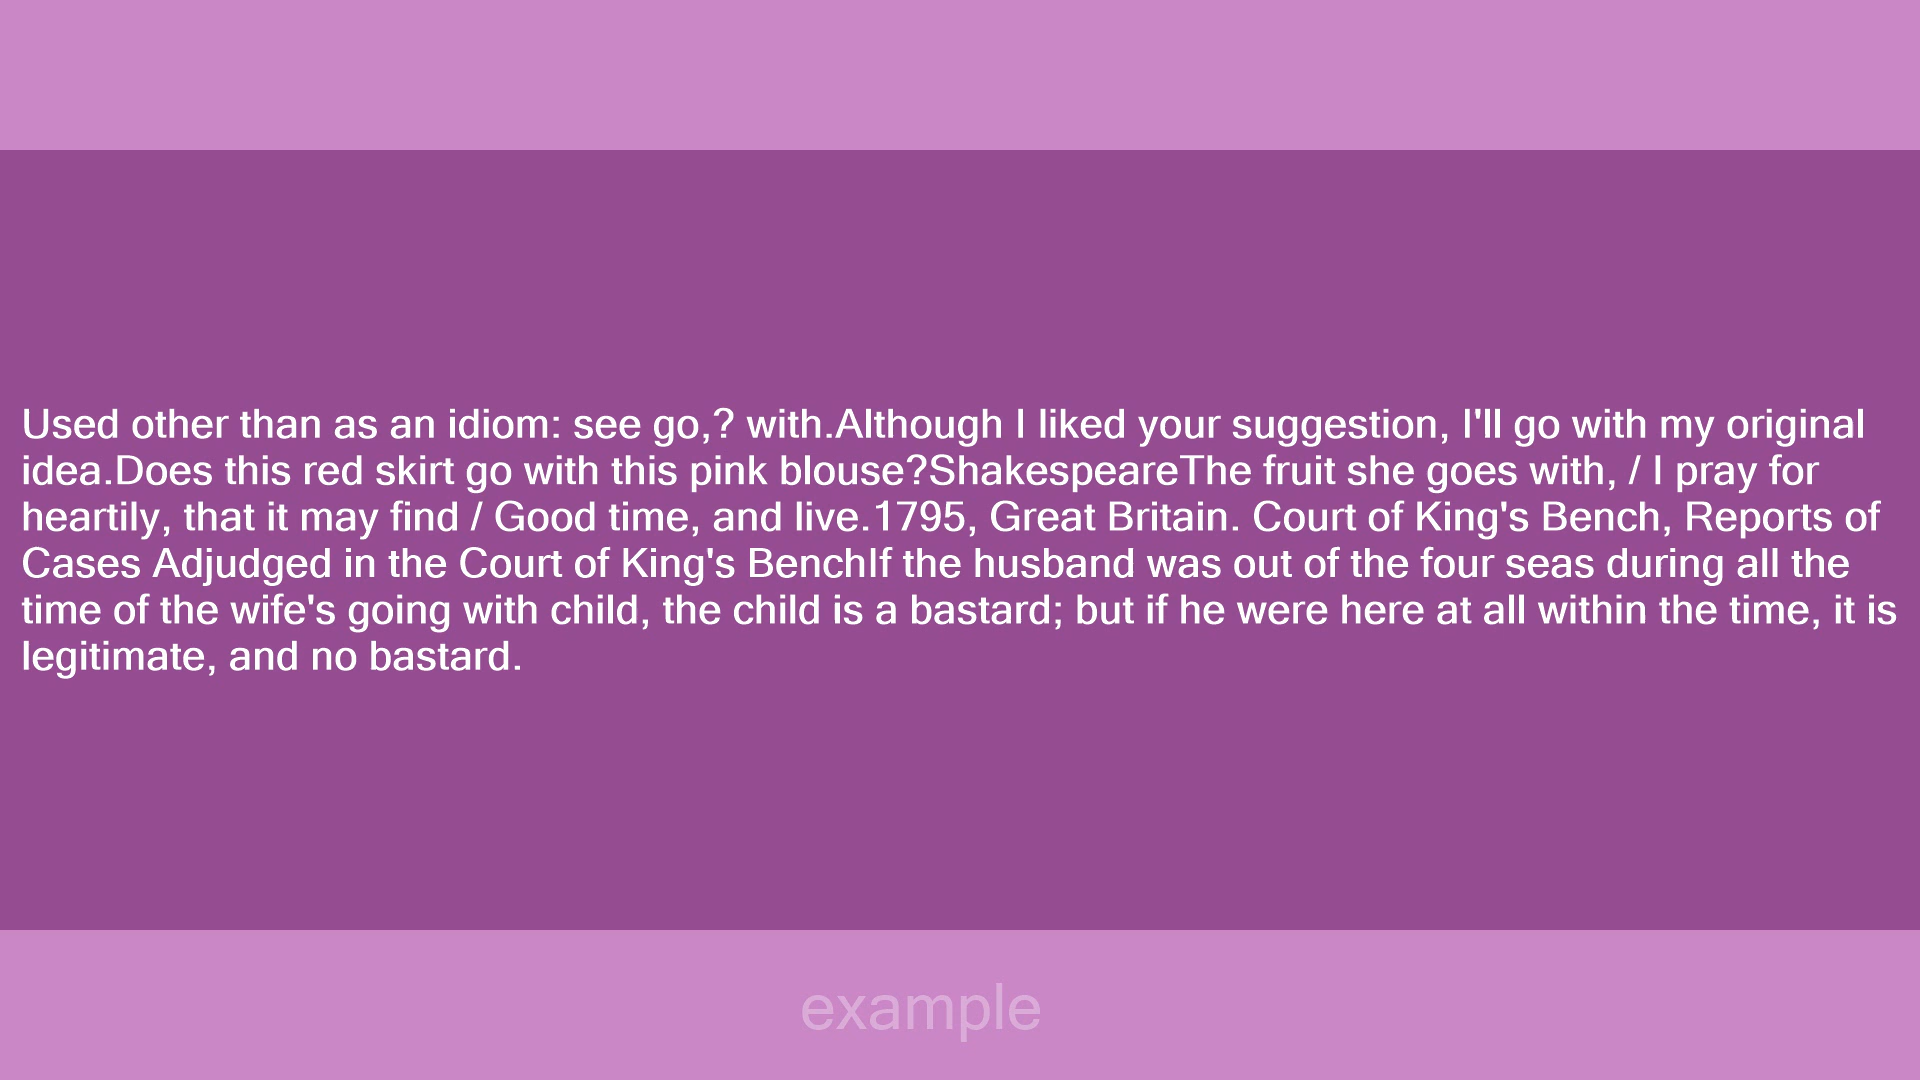 Used other than as an idiom: see go,? with.Although I liked your suggestion, I'll go with my original
idea.Does this red skirt go with this pink blouse?ShakespeareThe fruit she goes with, / I pray for
heartily, that it may find / Good time, and live.1795, Great Britain. Court of King's Bench, Reports of
Cases Adjudged in the Court of King's BenchIf the husband was out of the four seas during all the
time of the wife's going with child, the child is a bastard; but if he were here at all within the time, it is
legitimate, and no bastard.
example